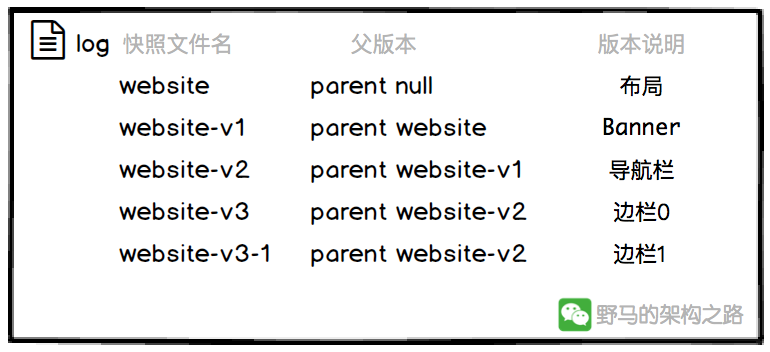 log 快照文件名 父版本 版本说明
website parent null 布局
website-v1 parent website Banner
website-v2 parent website-v1 导航栏
website-v3 parent website-v2 边栏0
website-v3-1 parent website-v2 边栏1
野马的架构之路